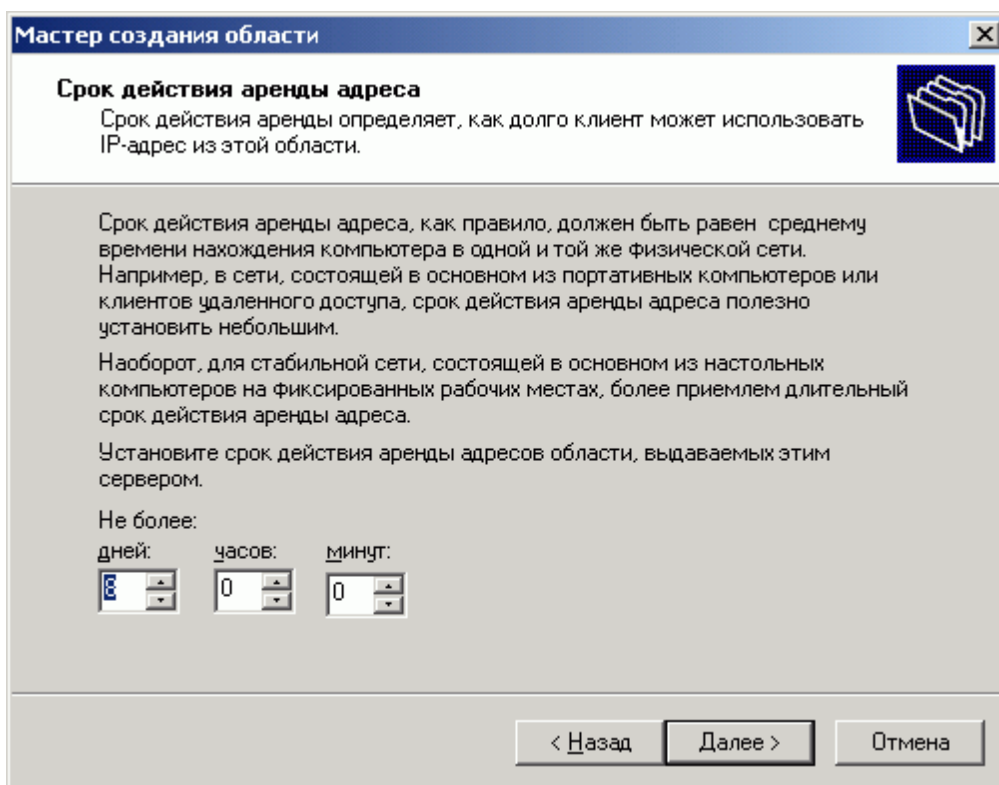 Мастер создания области
Срок действия аренды адреса
Срок действия аренды определяет, как долго клиент может использовать
IP-адрес из этой области.
Срок действия аренды адреса, как правило, должен быть равен среднему
времени нахождения компьютера в одной и той же физической сети.
Например, в сети, состоящей в основном из портативных компьютеров или
клиентов удаленного доступа, срок действия аренды адреса полезно
установить небольшим.
Наоборот, для стабильной сети, состоящей в основном из настольных
компьютеров на фиксированных рабочих местах, более приемлем длительный
срок действия аренды адреса.
Установите срок действия аренды адресов области, выдаваемых этим
сервером.
Не более:
дней: часов: минут:
8 0 0
< Назад Далее > Отмена